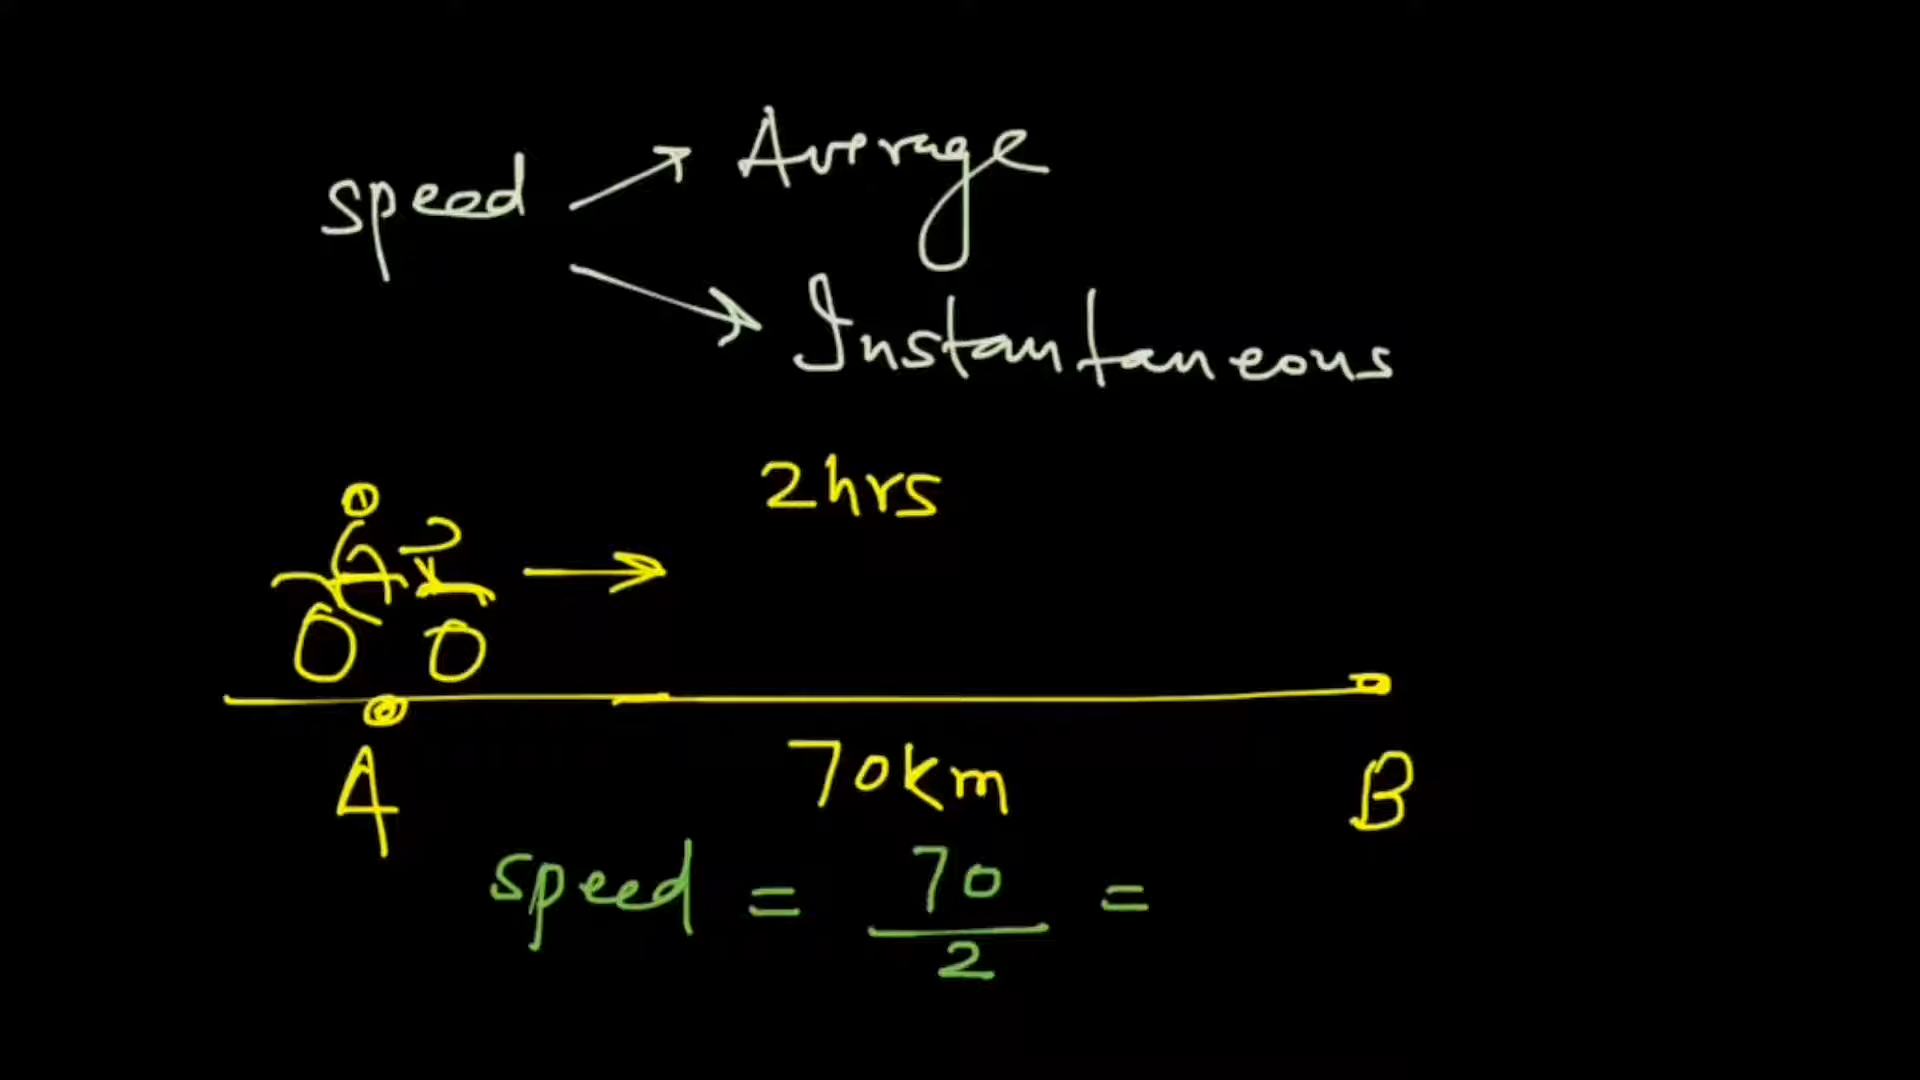 speed
Average
Instantaneous
2hrs
70km
A
B
speed = 70/2 =